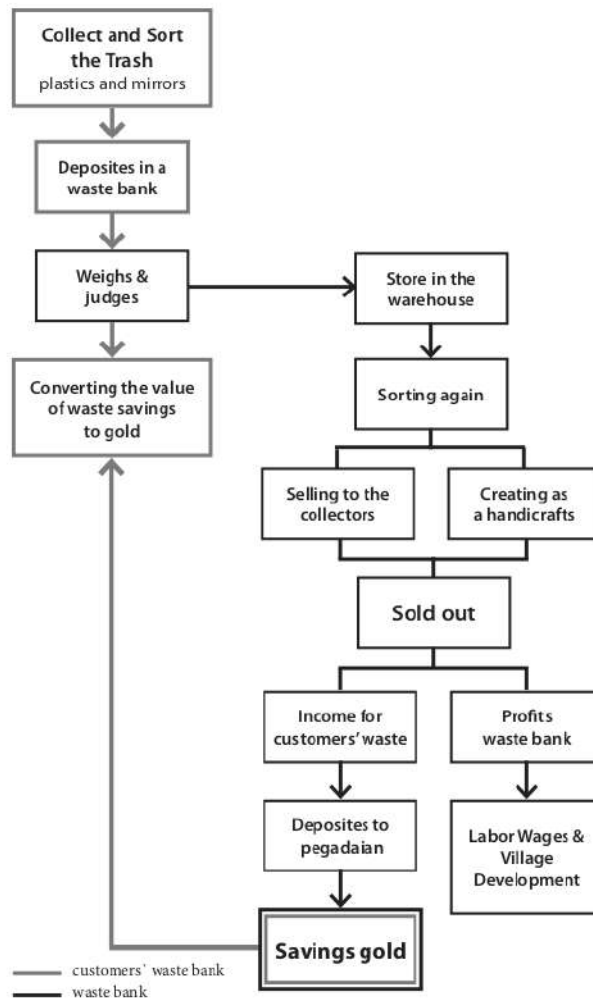 Collect and Sort
the Trash
plastics and mirrors
Deposites in a
waste bank
Weighs &
judges
Store in the
warehouse
Converting the value
of waste savings
to gold
Sorting again
Selling to the
collectors
Creating as
a handicrafts
Sold out
Income for
customers' waste
Profits
waste bank
Deposites to
pegadaian
Labor Wages &
Village
Development
Savings gold
customers' waste bank
waste bank